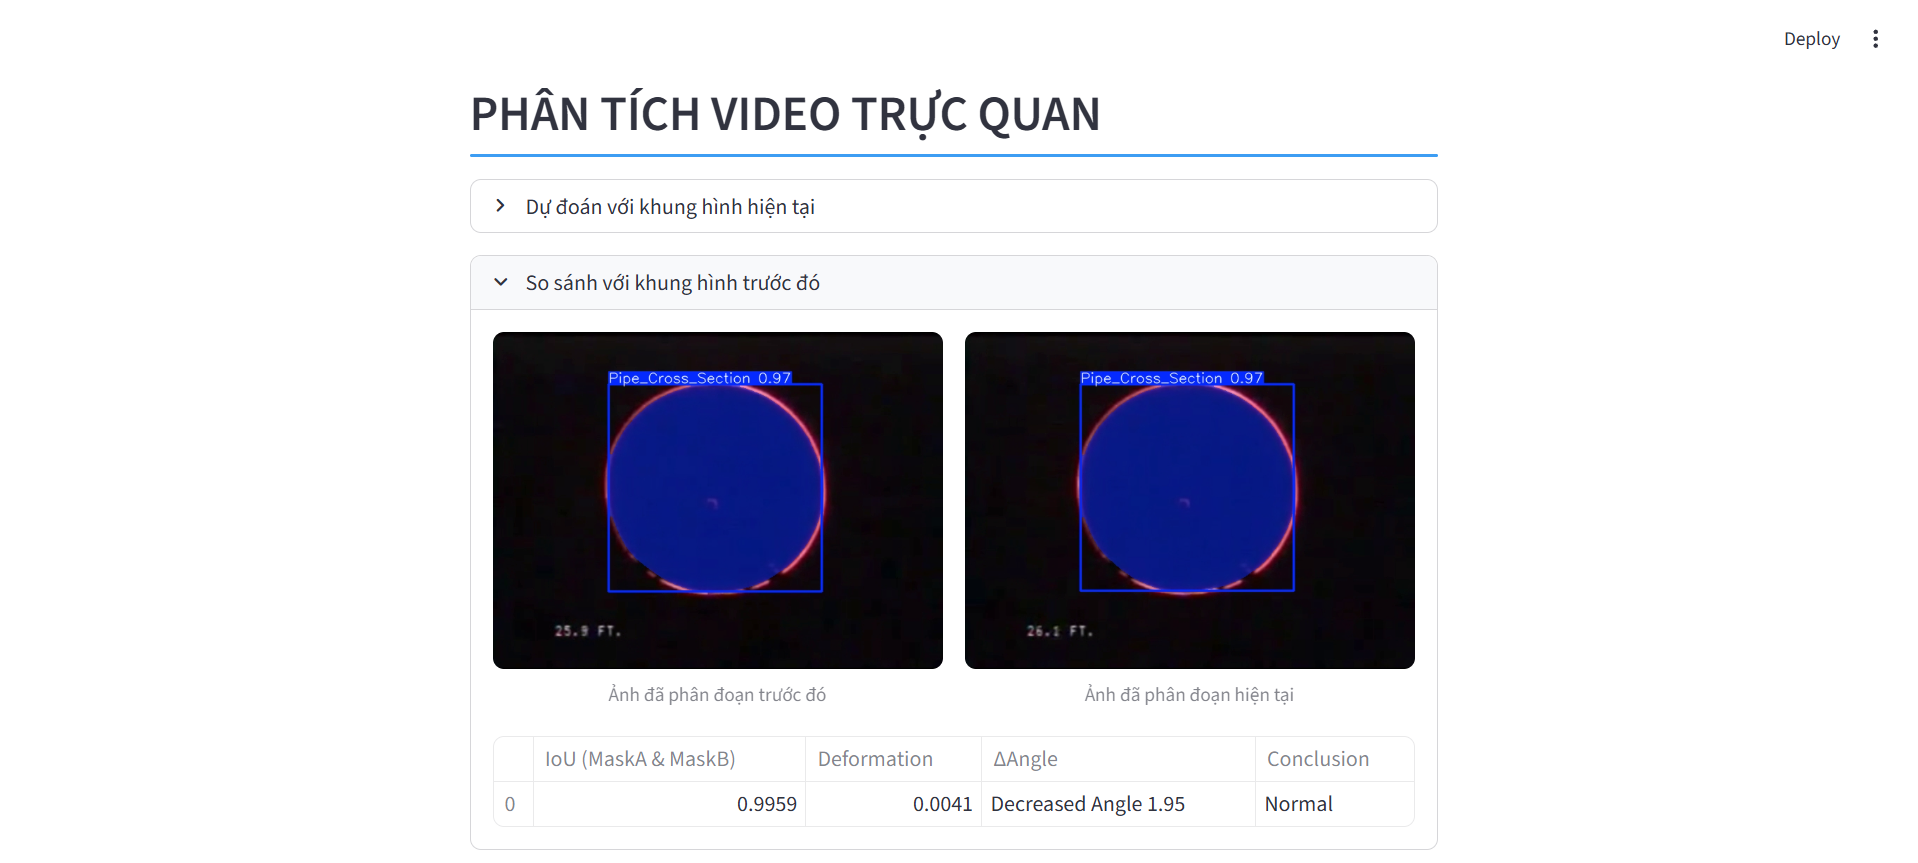 Deploy
PHÂN TÍCH VIDEO TRỰC QUAN
Dự đoán với khung hình hiện tại
So sánh với khung hình trước đó
Pipe_Cross_Section 0.97
25.9 FT.
Pipe_Cross_Section 0.97
26.1 FT.
Ảnh đã phân đoạn trước đó
Ảnh đã phân đoạn hiện tại
IoU (MaskA & MaskB) Deformation ΔAngle Conclusion
0 0.9959 0.0041 Decreased Angle 1.95 Normal